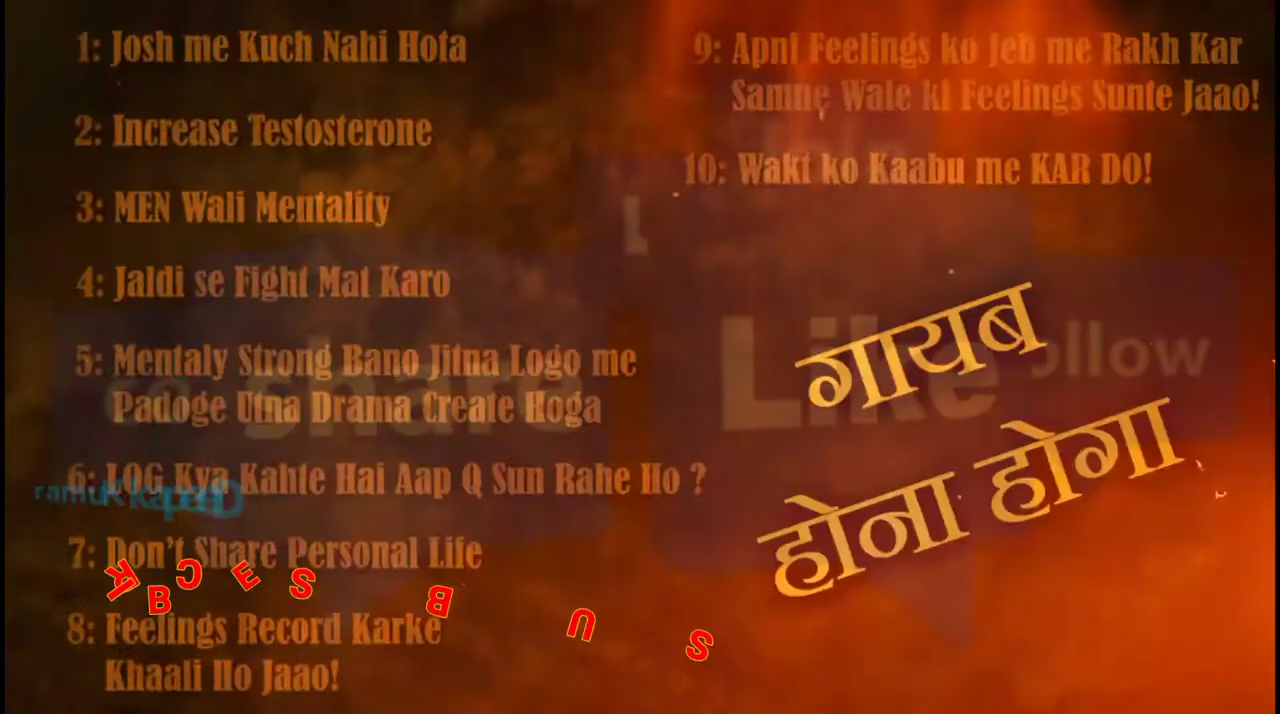 1: Josh me Kuch Nahi Hota
2: Increase Testosterone
3: MEN Wali Mentality
4: Jaldi se Fight Mat Karo
5: Mentaly Strong Bano Jitna Logo me
Padoge Utna Drama Create Hoga
6: LOG Kya Kahte Hai Aap Q Sun Rahe Ho ?
7: Don't Share Personal Life
8: Feelings Record Karke
Khaali Ho Jaao!
9: Apni Feelings ko Jeb me Rakh Kar
Samne Wale ki Feelings Sunte Jaao!
10: Wakt ko Kaabu me KAR DO!
गायब
होना होगा
share
Like
ollow
K B C E S B U S